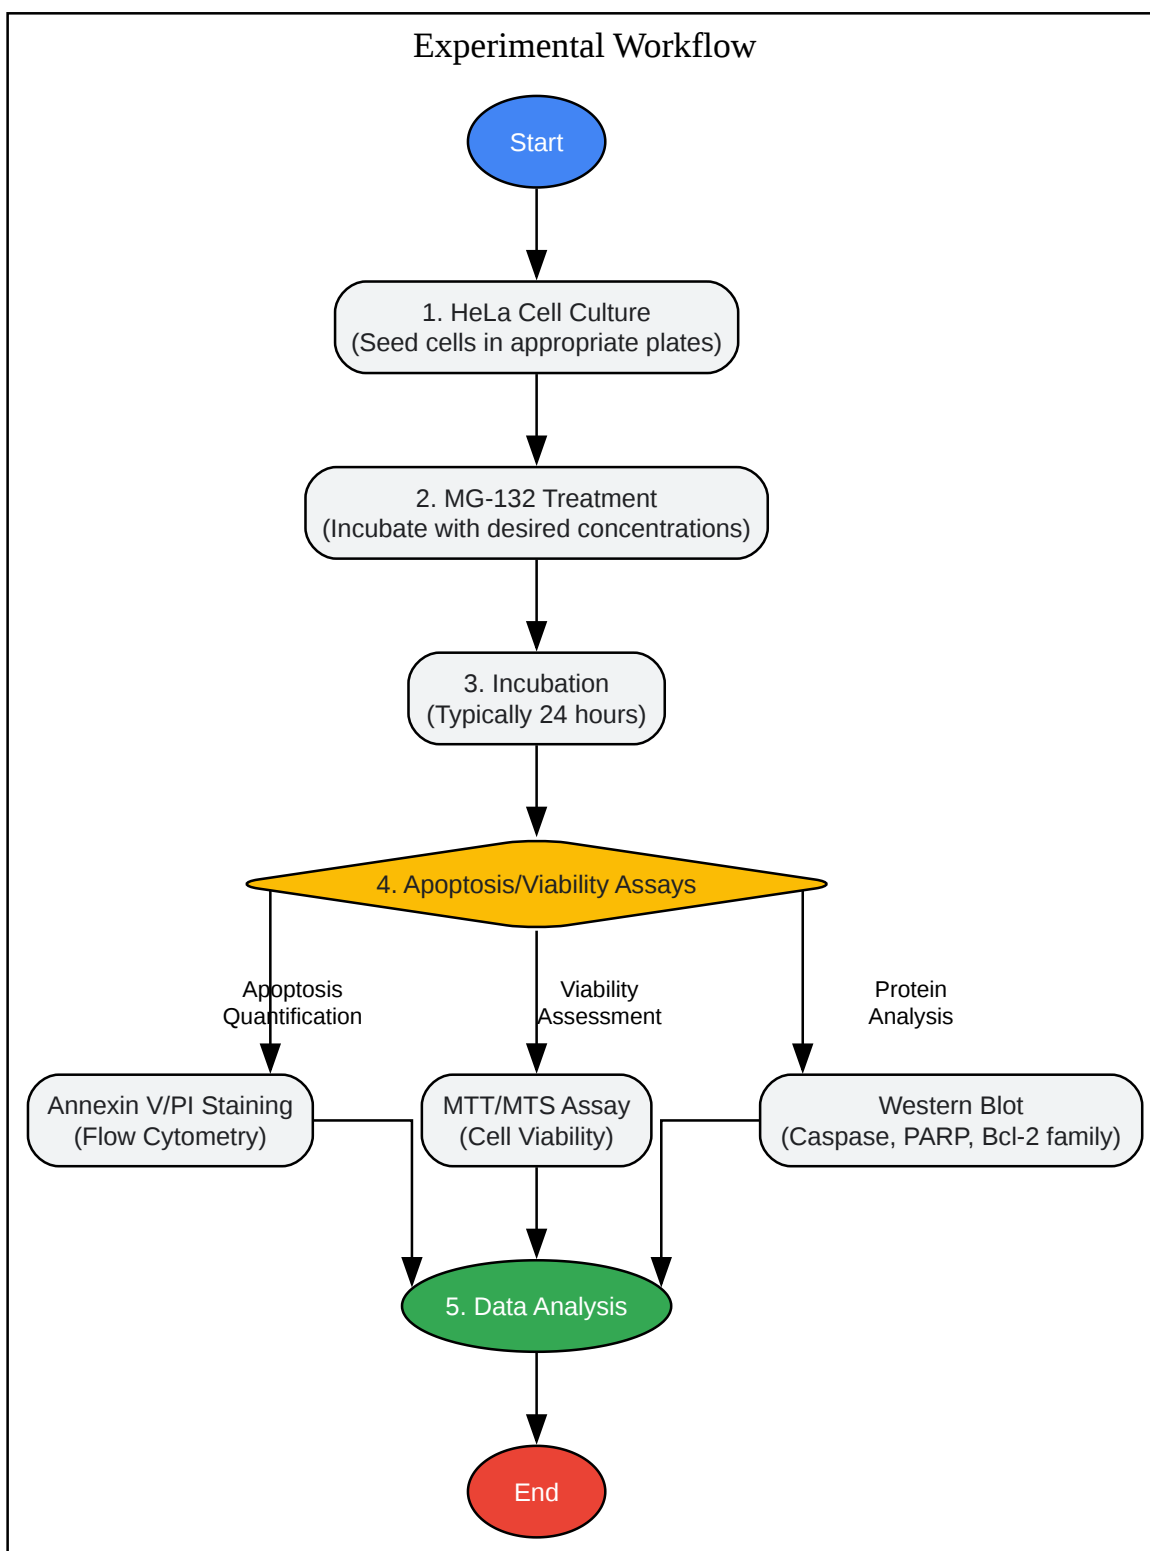 Experimental Workflow
Start
1. HeLa Cell Culture
(Seed cells in appropriate plates)
2. MG-132 Treatment
(Incubate with desired concentrations)
3. Incubation
(Typically 24 hours)
4. Apoptosis/Viability Assays
Apoptosis
Quantification
Viability
Assessment
Protein
Analysis
Annexin V/PI Staining
(Flow Cytometry)
MTT/MTS Assay
(Cell Viability)
Western Blot
(Caspase, PARP, Bcl-2 family)
5. Data Analysis
End